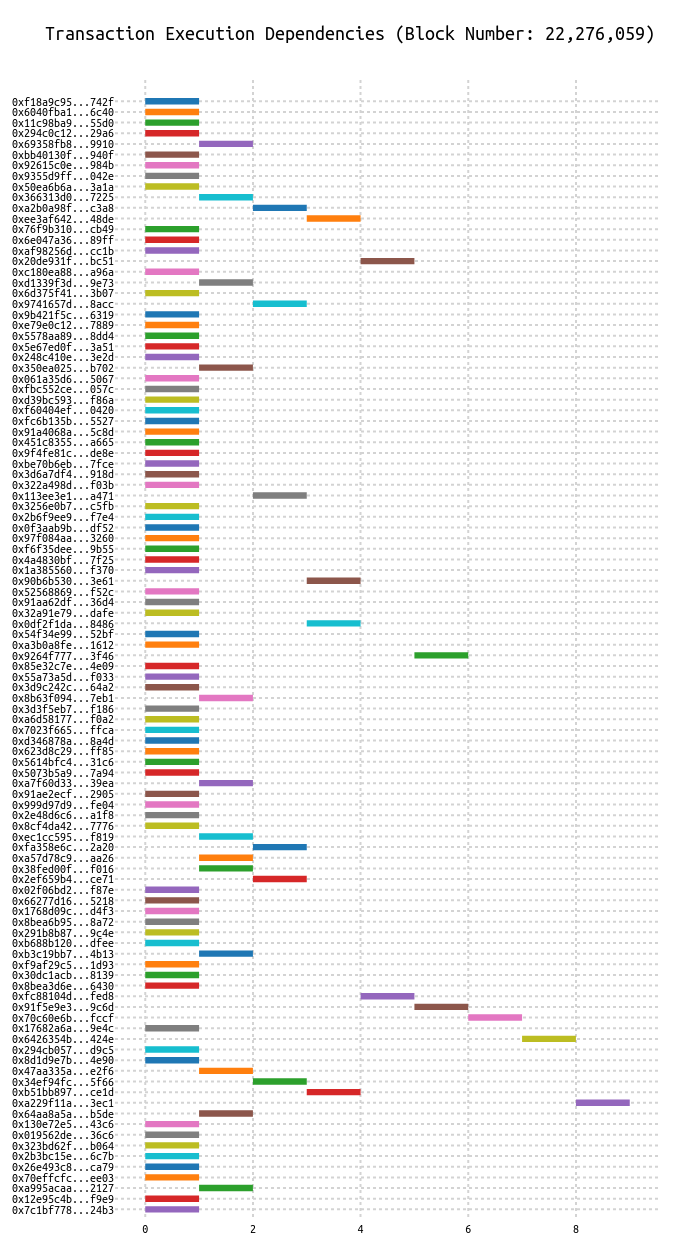 Transaction Execution Dependencies (Block Number: 22,276,059)
0xf18a9c95...742f
0x6040fba1...6c40
0x11c98ba9...55d0
0x294c0c12...29a6
0x69358fb8...9910
0xbb40130f...940f
0x92615c0e...984b
0x9355d9ff...042e
0x50ea6b6a...3a1a
0x366313d0...7225
0xa2b0a98f...c3a8
0xee3af642...48de
0x76f9b310...cb49
0x6e047a36...89ff
0xaf98256d...cc1b
0x20de931f...bc51
0xc180ea88...a96a
0xd1339f3d...9e73
0x6d375f41...3b07
0x9741657d...8acc
0x9b421f5c...6319
0xe79e0c12...7889
0x5578aa89...8dd4
0x5e67ed0f...3a51
0x248c410e...3e2d
0x350ea025...b702
0x061a35d6...5067
0xfbc552ce...057c
0xd39bc593...f86a
0xf60404ef...0420
0xfc6b135b...5527
0x91a4068a...5c8d
0x451c8355...a665
0x9f4fe81c...de8e
0xbe70b6eb...7fce
0x3d6a7df4...918d
0x322a498d...f03b
0x113ee3e1...a471
0x3256e0b7...c5fb
0x2b6f9ee9...f7e4
0x0f3aab9b...df52
0x97f084aa...3260
0xf6f35dee...9b55
0x4a4830bf...7f25
0x1a385560...f370
0x90b6b530...3e61
0x52568869...f52c
0x91aa62df...36d4
0x32a91e79...dafe
0x0df2f1da...8486
0x54f34e99...52bf
0xa3b0a8fe...1612
0x9264f777...3f46
0x85e32c7e...4e09
0x55a73a5d...f033
0x3d9c242c...64a2
0x8b63f094...7eb1
0x3d3f5eb7...f186
0xa6d58177...f0a2
0x7023f665...ffca
0xd346878a...8a4d
0x623d8c29...ff85
0x5614bfc4...31c6
0x5073b5a9...7a94
0xa7f60d33...39ea
0x91ae2ecf...2905
0x999d97d9...fe04
0x2e48d6c6...a1f8
0x8cf4da42...7776
0xec1cc595...f819
0xfa358e6c...2a20
0xa57d78c9...aa26
0x38fed00f...f016
0x2ef659b4...ce71
0x02f06bd2...f87e
0x66277d16...5218
0x1768d09c...d4f3
0x8bea6b95...8a72
0x291b8b87...9c4e
0xb688b120...dfee
0xb3c19bb7...4b13
0xf9af29c5...1d93
0x30dc1acb...8139
0x8bea3d6e...6430
0xfc88104d...fed8
0x91f5e9e3...9c6d
0x70c60e6b...fccf
0x17682a6a...9e4c
0x6426354b...424e
0x294cb057...d9c5
0x8d1d9e7b...4e90
0x47aa335a...e2f6
0x34ef94fc...5f66
0xb51bb897...ce1d
0xa229f11a...3ec1
0x64aa8a5a...b5de
0x130e72e5...43c6
0x019562de...36c6
0x323bd62f...b064
0x2b3bc15e...6c7b
0x26e493c8...ca79
0x70effcfc...ee03
0xa995acaa...2127
0x12e95c4b...f9e9
0x7c1bf778...24b3
0 2 4 6 8